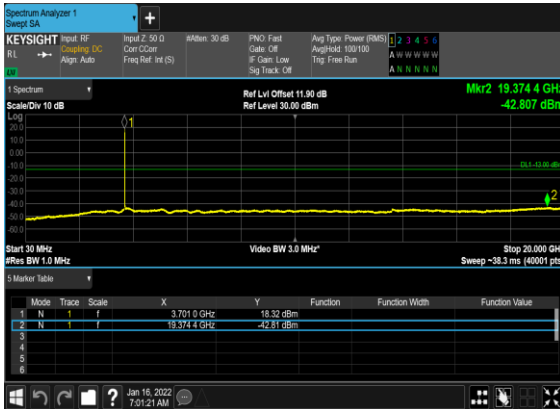 Spectrum Analyzer 1
Swept SA
+
KEYSIGHT Input: RF Input Z: 50 Ω #Atten: 30 dB PNO: Fast Avg Type: Power (RMS) 1 2 3 4 5 6
RL Coupling: DC Corr CCorr Gate: Off Avg|Hold: 100/100 A W W W W W
Align: Auto Freq Ref: Int (S) IF Gain: Low Trig: Free Run
Sig Track: Off A N N N N N
1 Spectrum Ref Lvl Offset 11.90 dB Mkr2 19.374 4 GHz
Scale/Div 10 dB Ref Level 30.00 dBm -42.807 dBm
Log
20.0
10.0
0.00
-10.0
-20.0
-30.0
-40.0
-50.0
-60.0
1
DL1 -13.00 dBm
2
Start 30 MHz Video BW 3.0 MHz* Stop 20.000 GHz
#Res BW 1.0 MHz Sweep ~38.3 ms (40001 pts)
5 Marker Table
Mode Trace Scale X Y Function Function Width Function Value
1 N 1 f 3.701 0 GHz 18.32 dBm
2 N 1 f 19.374 4 GHz -42.81 dBm
3
4
5
6
? Jan 16, 2022
7:01:21 AM